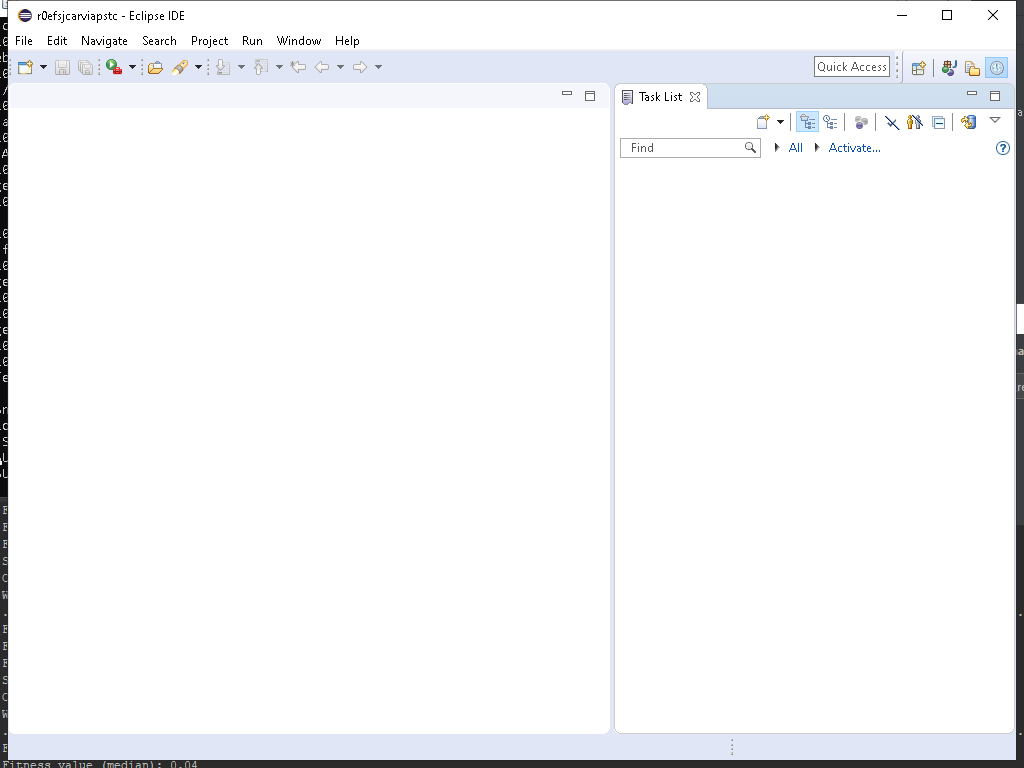 r0efsjcarviapstc - Eclipse IDE
File Edit Navigate Search Project Run Window Help
Quick Access
Task List
Find All Activate...
Fitness value (median): 0.04